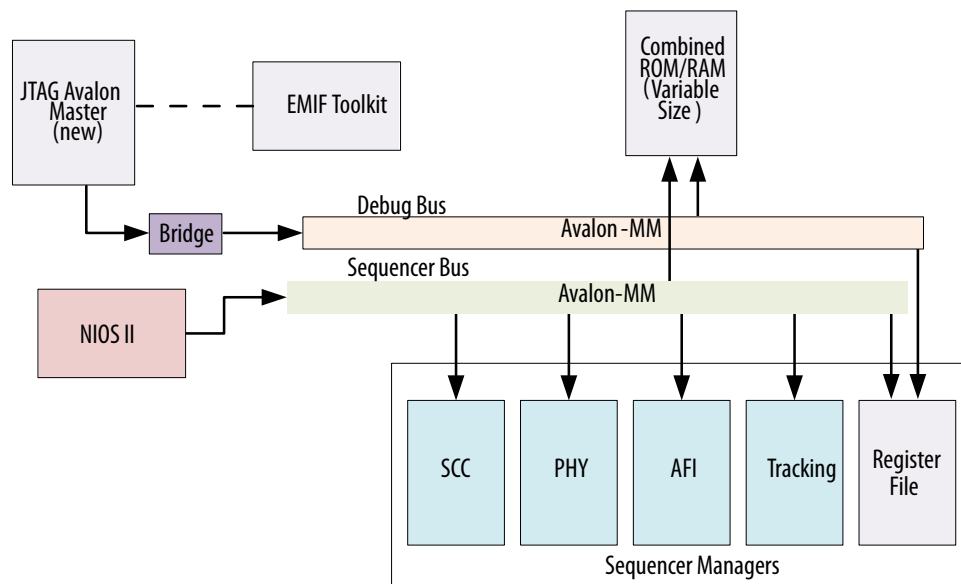 JTAG Avalon
Master
(new)
EMIF Toolkit
Combined
ROM/RAM
(Variable
Size )
Debug Bus
Bridge
Avalon -MM
Sequencer Bus
Avalon-MM
NIOS II
SCC
PHY
AFI
Tracking
Register
File
Sequencer Managers